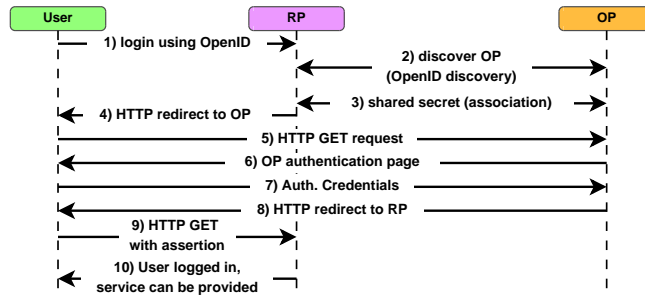 User
RP
OP
1) login using OpenID
2) discover OP
(OpenID discovery)
3) shared secret (association)
4) HTTP redirect to OP
5) HTTP GET request
6) OP authentication page
7) Auth. Credentials
8) HTTP redirect to RP
9) HTTP GET
with assertion
10) User logged in,
service can be provided